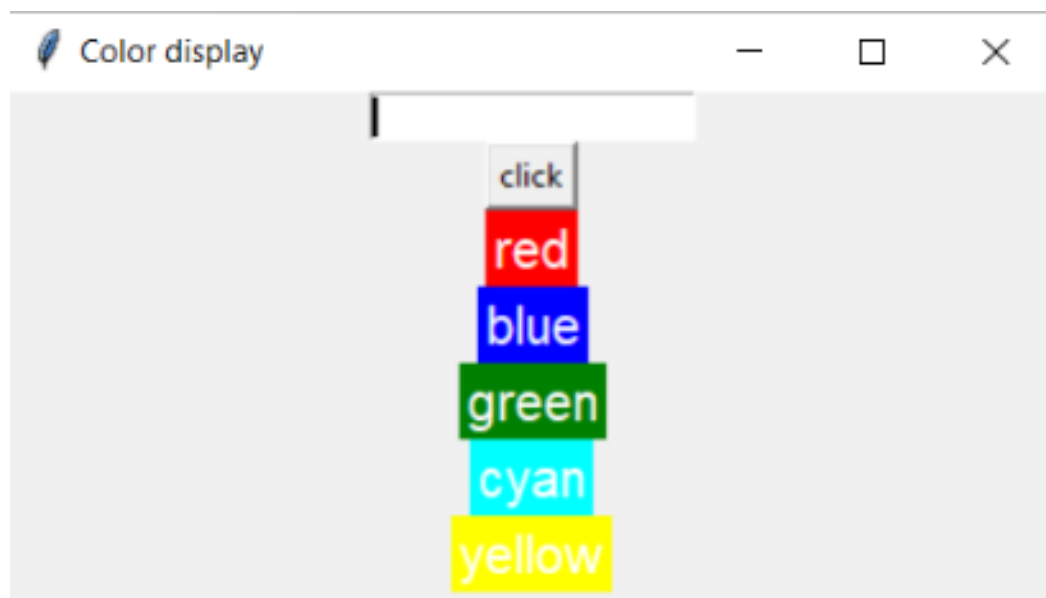 Color display
click
red
blue
green
cyan
yellow